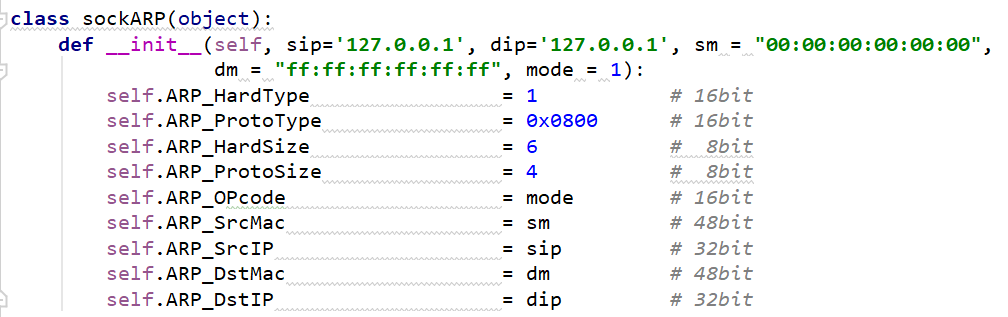 class sockARP(object):
    def __init__(self, sip='127.0.0.1', dip='127.0.0.1', sm = "00:00:00:00:00:00",
                 dm = "ff:ff:ff:ff:ff:ff", mode = 1):
        self.ARP_HardType                = 1           # 16bit
        self.ARP_ProtoType               = 0x0800      # 16bit
        self.ARP_HardSize                = 6           #  8bit
        self.ARP_ProtoSize               = 4           #  8bit
        self.ARP_OPcode                  = mode        # 16bit
        self.ARP_SrcMac                  = sm          # 48bit
        self.ARP_SrcIP                   = sip         # 32bit
        self.ARP_DstMac                  = dm          # 48bit
        self.ARP_DstIP                   = dip         # 32bit